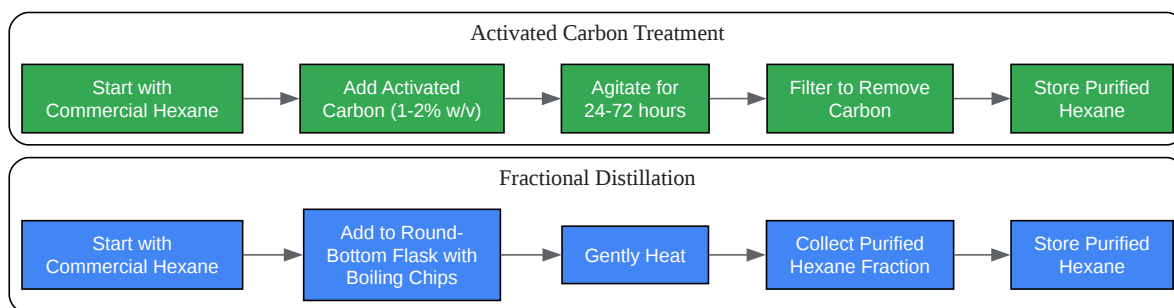 Activated Carbon Treatment
Start with
Commercial Hexane
Add Activated
Carbon (1-2% w/v)
Agitate for
24-72 hours
Filter to Remove
Carbon
Store Purified
Hexane
Fractional Distillation
Start with
Commercial Hexane
Add to Round-
Bottom Flask with
Boiling Chips
Gently Heat
Collect Purified
Hexane Fraction
Store Purified
Hexane